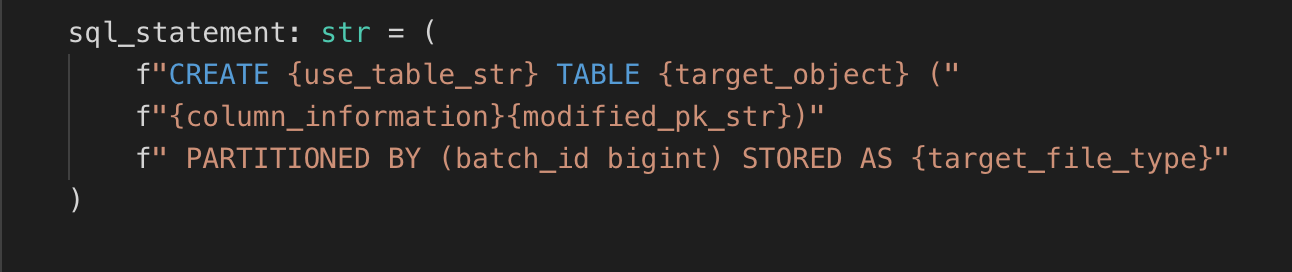 sql_statement: str = (
f"CREATE {use_table_str} TABLE {target_object} ("
f"{column_information}{modified_pk_str})"
f" PARTITIONED BY (batch_id bigint) STORED AS {target_file_type}"
)